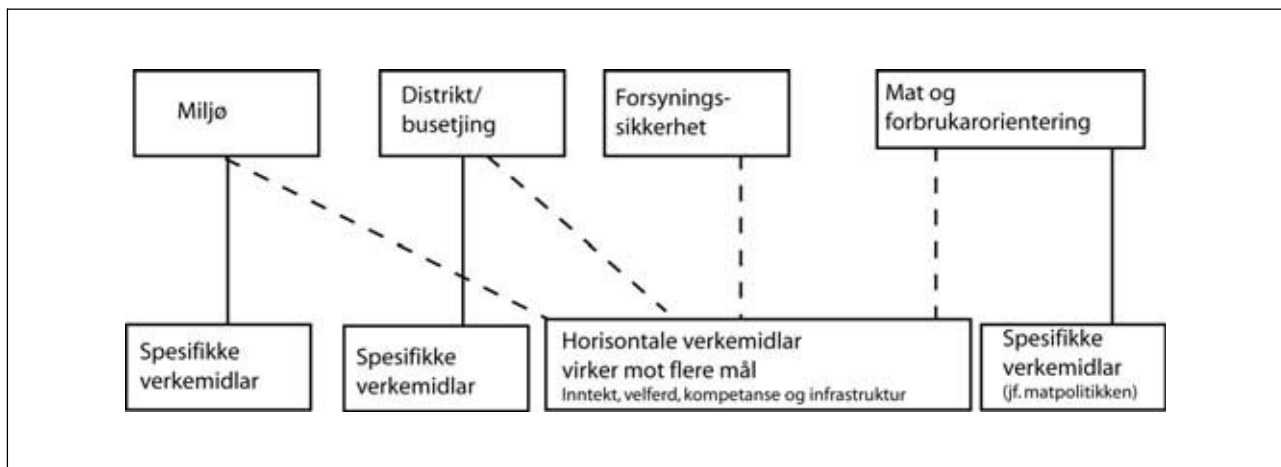 Miljø
Distrikt/
busetjing
Forsynings-
sikkerhet
Mat og
forbrukarorientering
Spesifikke
verkemidlar
Spesifikke
verkemidlar
Horisontale verkemidlar
virker mot flere mål
Inntekt, velferd, kompetanse og infrastruktur
Spesifikke
verkemidlar
(jf. matpolitikken)